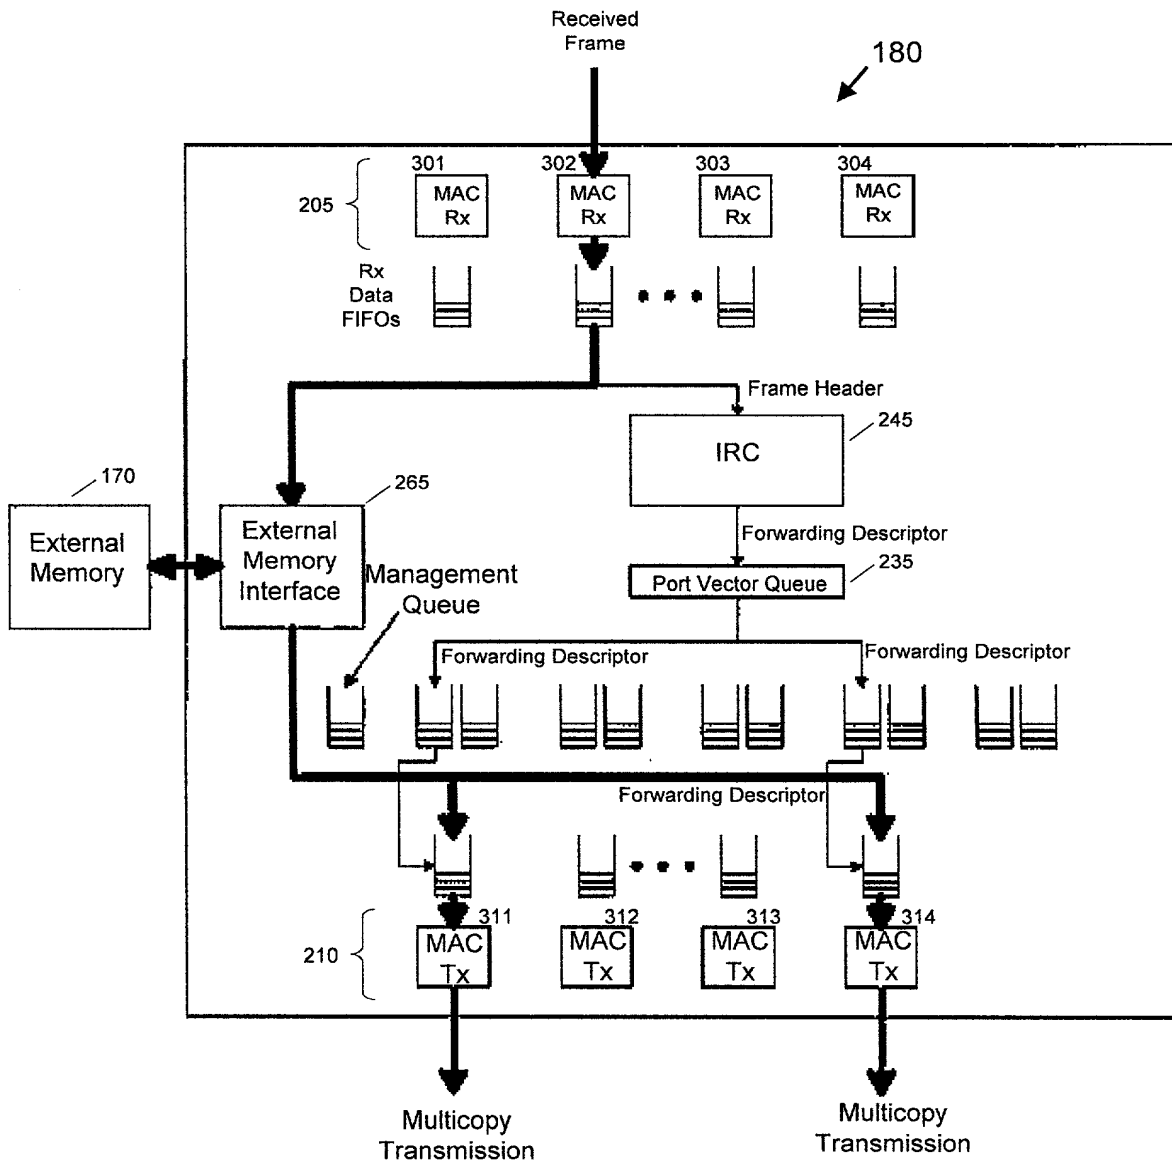 Received
Frame
180
301
302
303
304
205
MAC
Rx
MAC
Rx
MAC
Rx
MAC
Rx
Rx
Data
FIFOs
Frame Header
245
IRC
170
265
External
Memory
External
Memory
Interface
Forwarding Descriptor
235
Port Vector Queue
Management
Queue
Forwarding Descriptor
Forwarding Descriptor
Forwarding Descriptor
311
312
313
314
210
MAC
Tx
MAC
Tx
MAC
Tx
MAC
Tx
Multicopy
Transmission
Multicopy
Transmission